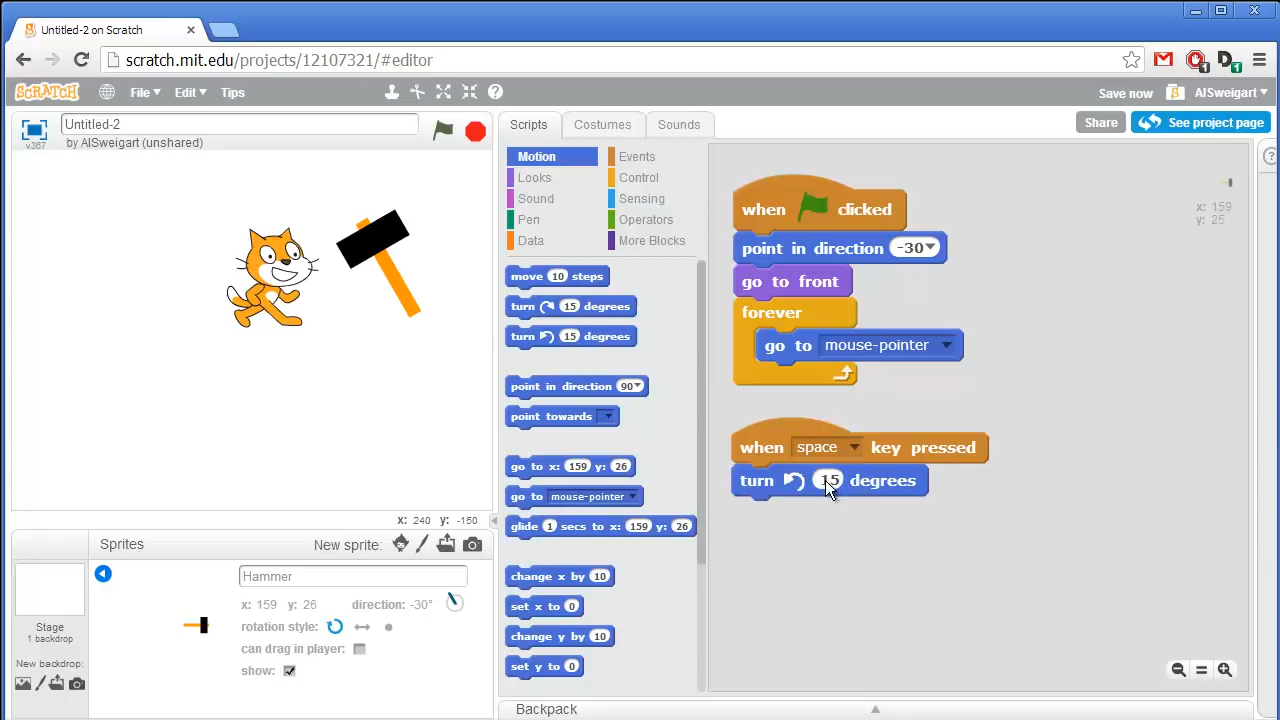 Untitled-2 on Scratch
scratch.mit.edu/projects/12107321/#editor
1
1
SCRATCH
File
Edit
Tips
Save now
AlSweigart
Untitled-2
v387
by AlSweigart (unshared)
Scripts
Costumes
Sounds
Share
See project page
Motion
Events
Looks
Control
Sound
Sensing
Pen
Operators
Data
More Blocks
move 10 steps
turn 15 degrees
turn 15 degrees
point in direction 90
point towards
go to x: 159 y: 26
go to mouse-pointer
glide 1 secs to x: 159 y: 26
change x by 10
set x to 0
change y by 10
set y to 0
when clicked
point in direction -30
go to front
forever
go to mouse-pointer
when space key pressed
turn 15 degrees
x: 159
y: 25
x: 240 y: -150
Sprites
New sprite:
Stage
1 backdrop
New backdrop:
Hammer
x: 159 y: 26 direction: -30°
rotation style:
can drag in player:
show:
Backpack